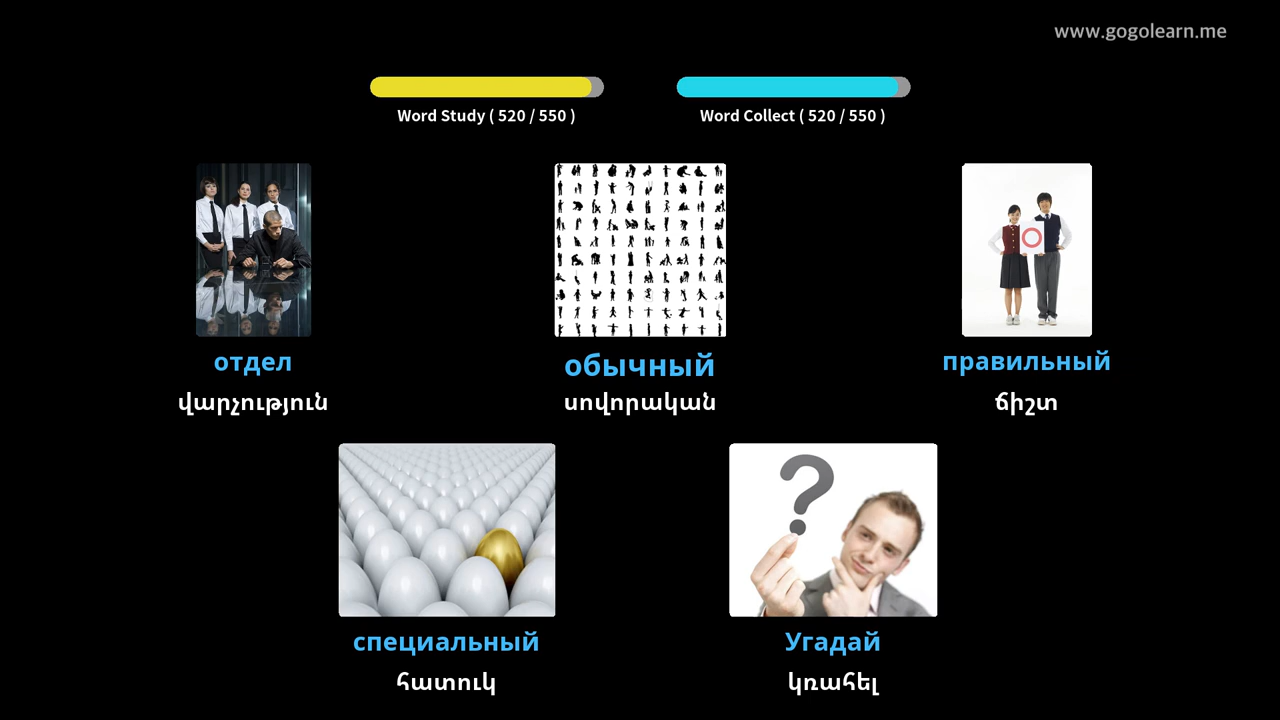 www.gogolearn.me
Word Study ( 520 / 550 )
Word Collect ( 520 / 550 )
отдел
վարչություն
обычный
սովորական
правильный
ճիշտ
специальный
հատուկ
Угадай
կռահել